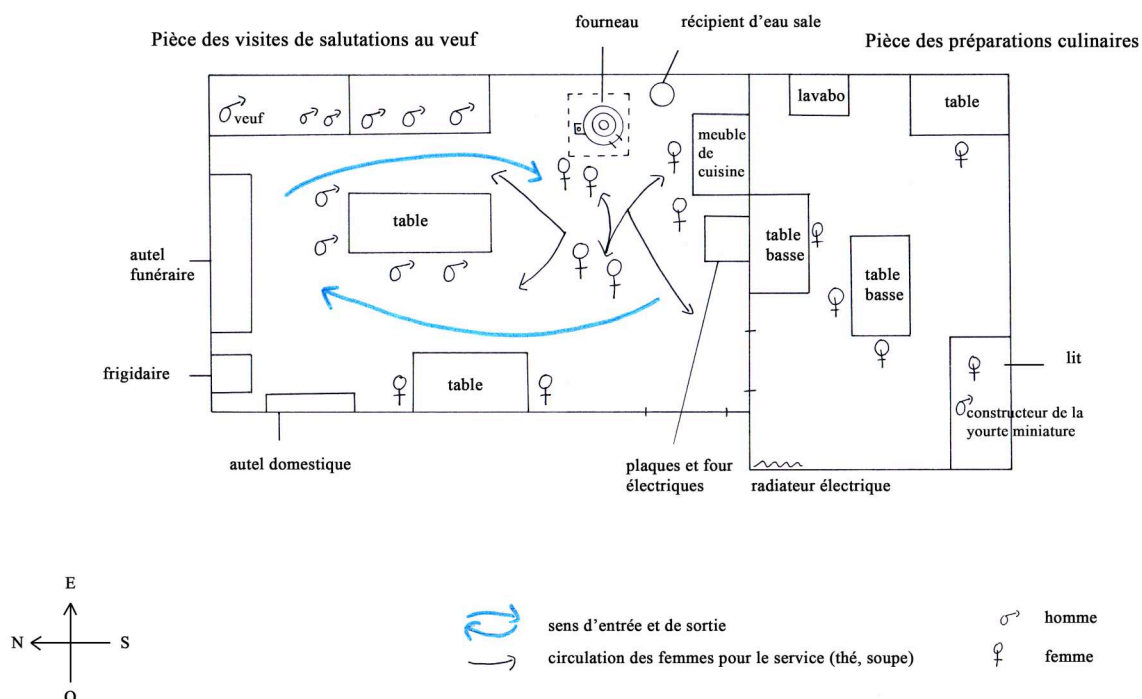 fourneau
récipient d'eau sale
Pièce des visites de salutations au veuf
Pièce des préparations culinaires
veuf
lavabo
table
meuble
de
cuisine
table
table
basse
table
basse
autel
funéraire
frigidaire
table
lit
constructeur de la
yourte miniature
autel domestique
plaques et four
électriques
radiateur électrique
E
N
S
O
sens d'entrée et de sortie
homme
circulation des femmes pour le service (thé, soupe)
femme